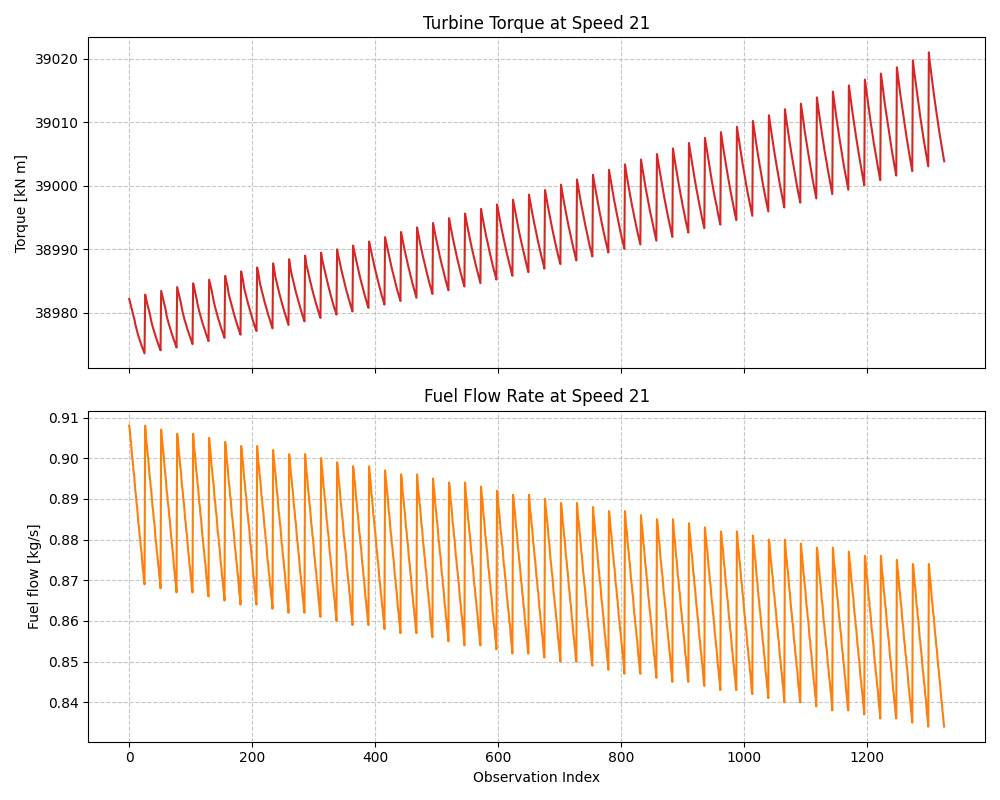 Turbine Torque at Speed 21
39020
39010
39000
38990
38980
Torque [kN m]
Fuel Flow Rate at Speed 21
0.91
0.90
0.89
0.88
0.87
0.86
0.85
0.84
Fuel flow [kg/s]
0 200 400 600 800 1000 1200
Observation Index